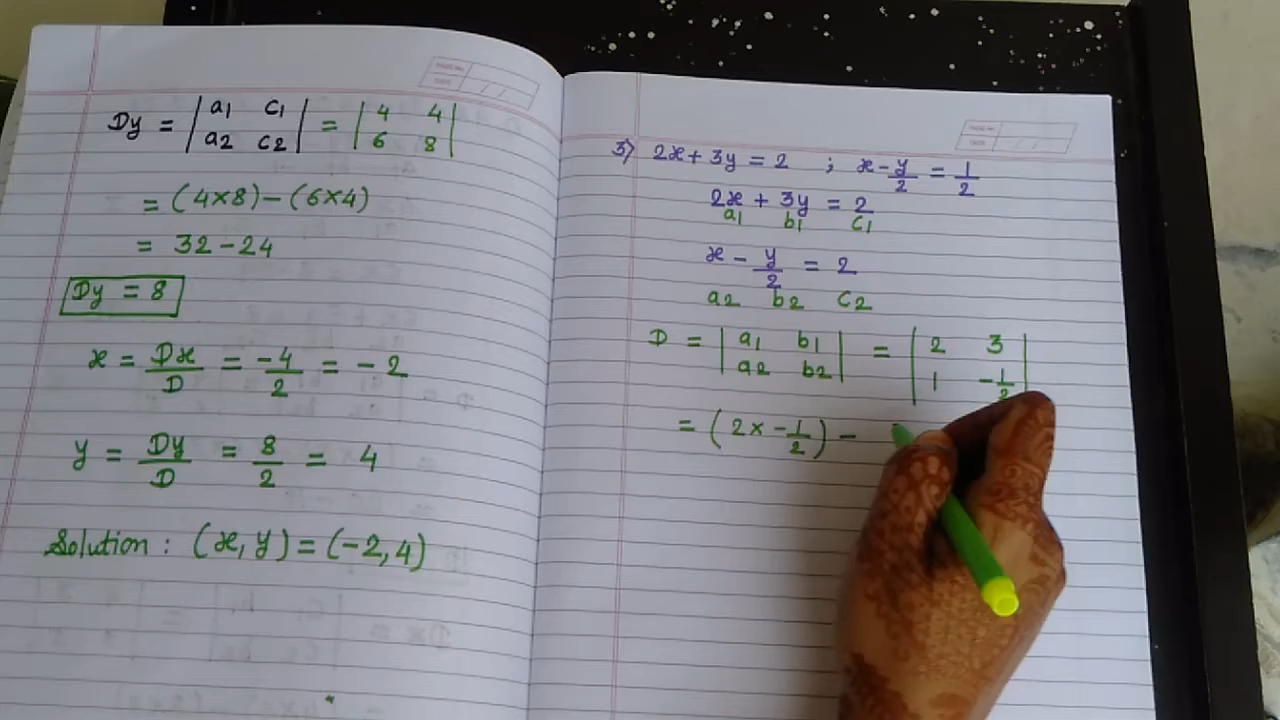 Dy = | a1 c1 | = | 4 4 |
| a2 c2 | | 6 8 |
= (4×8) – (6×4)
= 32 – 24
Dy = 8
x = Dx/D = -4/2 = -2
y = Dy/D = 8/2 = 4
Solution : (x, y) = (-2, 4)
3) 2x + 3y = 2 ; x - y/2 = 1/2
2x + 3y = 2
a1 b1 c1
x - y/2 = 2
a2 b2 c2
D = | a1 b1 | = | 2 3 |
| a2 b2 | | 1 -1/2 |
= (2 × -1/2) –